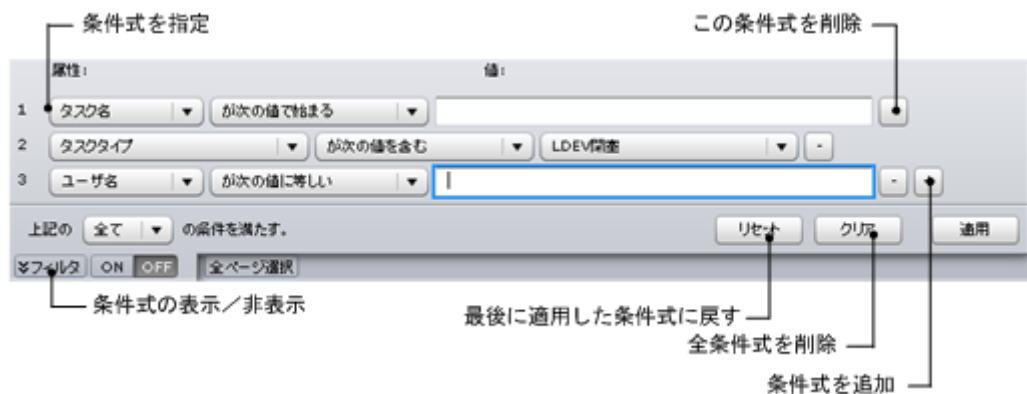 条件式を指定
この条件式を削除
属性:
値:
1 タスク名 が次の値で始まる -
2 タスクタイプ が次の値を含む LDEV閉塞 -
3 ユーザ名 が次の値に等しい - +
上記の 全て の条件を満たす。 リセット クリア 適用
フィルタ ON OFF 全ページ選択
条件式の表示／非表示
最後に適用した条件式に戻す
全条件式を削除
条件式を追加